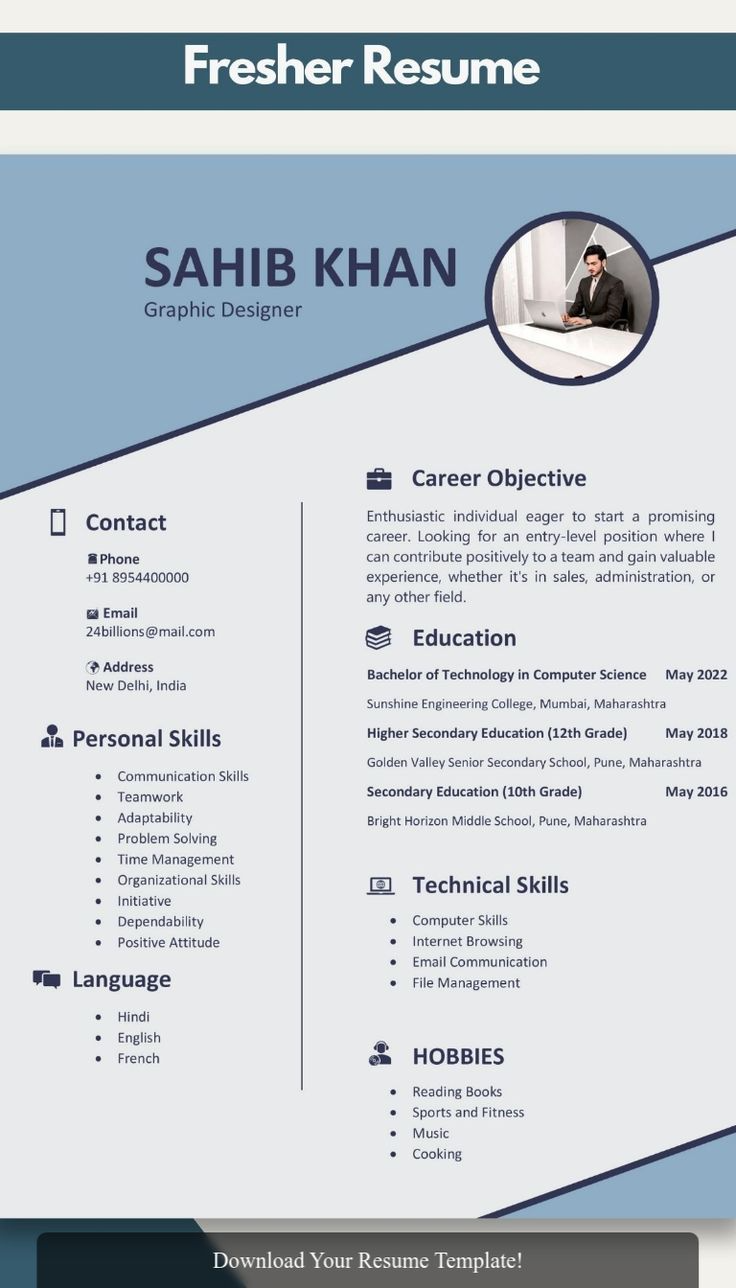 Fresher Resume
SAHIB KHAN
Graphic Designer
Contact
Phone
+91 8954400000
Email
24billions@mail.com
Address
New Delhi, India
Personal Skills
Communication Skills
Teamwork
Adaptability
Problem Solving
Time Management
Organizational Skills
Initiative
Dependability
Positive Attitude
Language
Hindi
English
French
Career Objective
Enthusiastic individual eager to start a promising
career. Looking for an entry-level position where I
can contribute positively to a team and gain valuable
experience, whether it's in sales, administration, or
any other field.
Education
Bachelor of Technology in Computer Science May 2022
Sunshine Engineering College, Mumbai, Maharashtra
Higher Secondary Education (12th Grade) May 2018
Golden Valley Senior Secondary School, Pune, Maharashtra
Secondary Education (10th Grade) May 2016
Bright Horizon Middle School, Pune, Maharashtra
Technical Skills
Computer Skills
Internet Browsing
Email Communication
File Management
HOBBIES
Reading Books
Sports and Fitness
Music
Cooking
Download Your Resume Template!